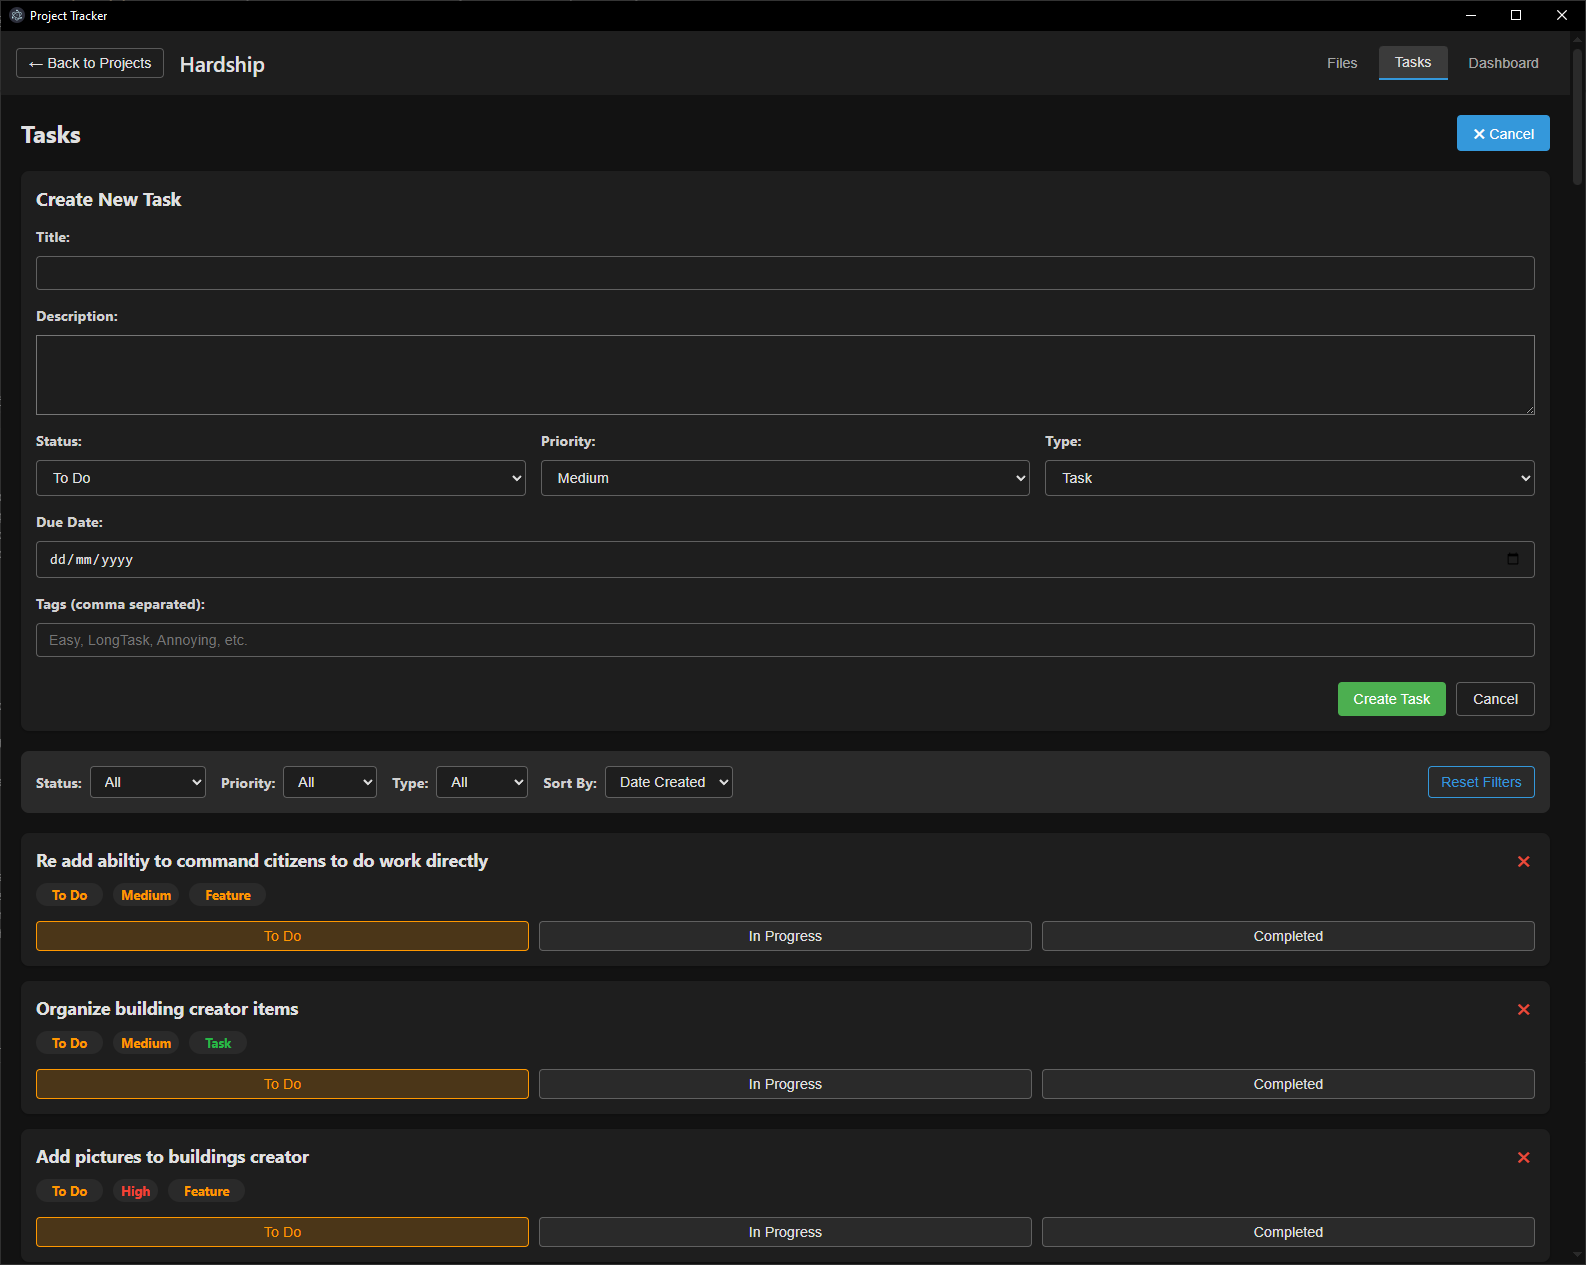 Project Tracker
← Back to Projects
Hardship
Files
Tasks
Dashboard
Tasks
✕ Cancel
Create New Task
Title:
Description:
Status:
Priority:
Type:
To Do
Medium
Task
Due Date:
dd/mm/yyyy
Tags (comma separated):
Easy, LongTask, Annoying, etc.
Create Task
Cancel
Status: All Priority: All Type: All Sort By: Date Created
Reset Filters
Re add abiltiy to command citizens to do work directly
To Do Medium Feature
To Do
In Progress
Completed
Organize building creator items
To Do Medium Task
To Do
In Progress
Completed
Add pictures to buildings creator
To Do High Feature
To Do
In Progress
Completed